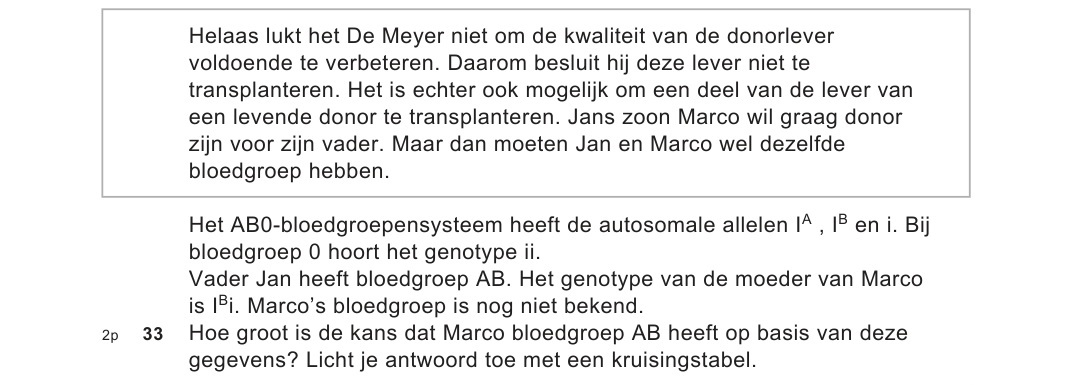 Helaas lukt het De Meyer niet om de kwaliteit van de donorlever
voldoende te verbeteren. Daarom besluit hij deze lever niet te
transplanteren. Het is echter ook mogelijk om een deel van de lever van
een levende donor te transplanteren. Jans zoon Marco wil graag donor
zijn voor zijn vader. Maar dan moeten Jan en Marco wel dezelfde
bloedgroep hebben.
Het AB0-bloedgroepensysteem heeft de autosomale allelen Iᴬ , Iᴮ en i. Bij
bloedgroep 0 hoort het genotype ii.
Vader Jan heeft bloedgroep AB. Het genotype van de moeder van Marco
is Iᴮi. Marco’s bloedgroep is nog niet bekend.
2p 33 Hoe groot is de kans dat Marco bloedgroep AB heeft op basis van deze
gegevens? Licht je antwoord toe met een kruisingstabel.